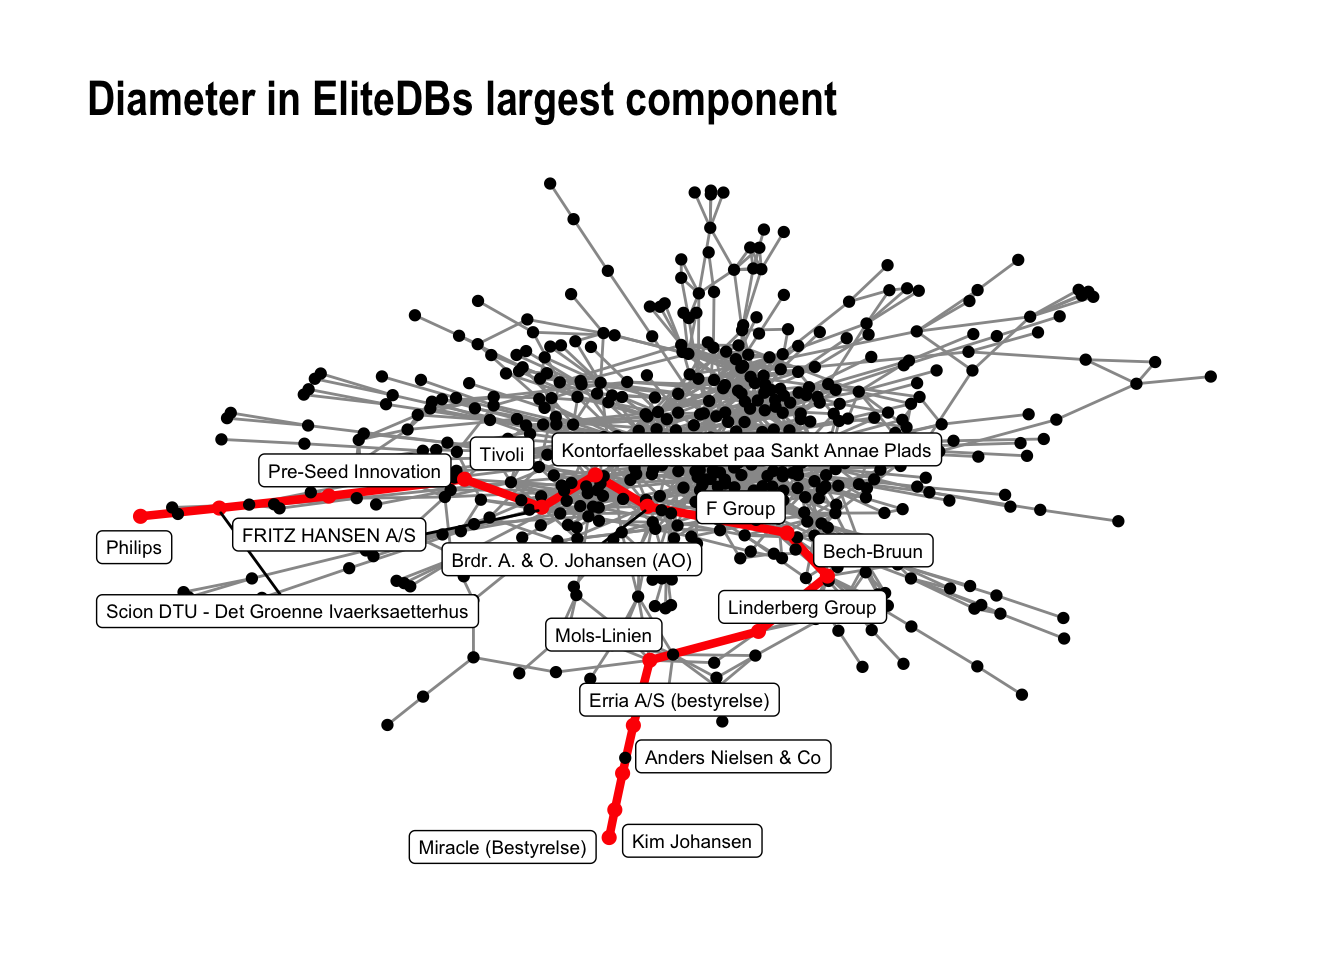 Diameter in EliteDBs largest component
Kontorfaellesskabet paa Sankt Annae Plads
Tivoli
Pre-Seed Innovation
F Group
FRITZ HANSEN A/S
Philips
Bech-Bruun
Brdr. A. & O. Johansen (AO)
Linderberg Group
Scion DTU - Det Groenne Ivaerksaetterhus
Mols-Linien
Erria A/S (bestyrelse)
Anders Nielsen & Co
Kim Johansen
Miracle (Bestyrelse)